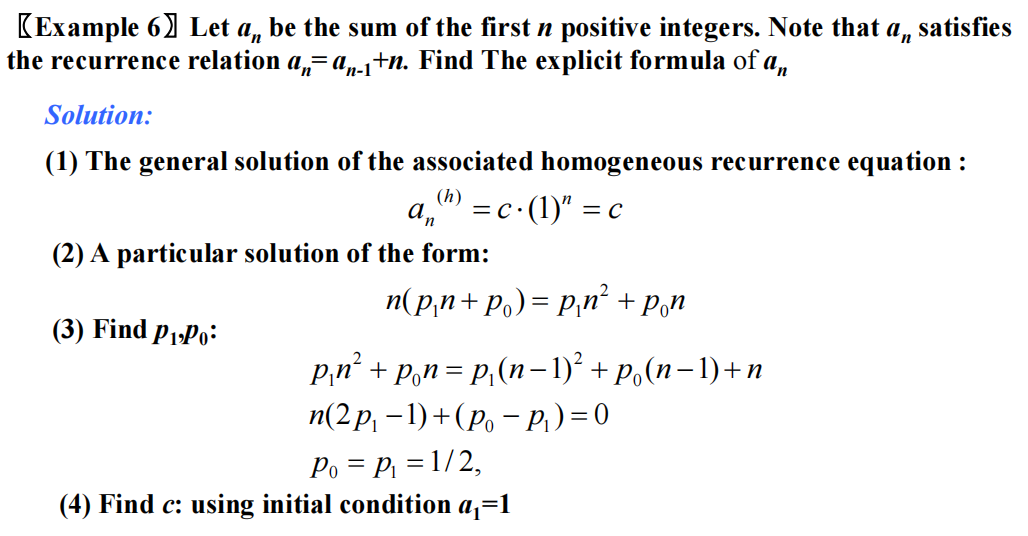 〖Example 6〗 Let aₙ be the sum of the first n positive integers. Note that aₙ satisfies
the recurrence relation aₙ=aₙ₋₁+n. Find The explicit formula of aₙ
Solution:
(1) The general solution of the associated homogeneous recurrence equation :
aₙ⁽ʰ⁾ = c·(1)ⁿ = c
(2) A particular solution of the form:
n(p₁n + p₀) = p₁n² + p₀n
(3) Find p₁,p₀:
p₁n² + p₀n = p₁(n−1)² + p₀(n−1) + n
n(2p₁ −1) + (p₀ − p₁) = 0
p₀ = p₁ = 1/2,
(4) Find c: using initial condition a₁=1